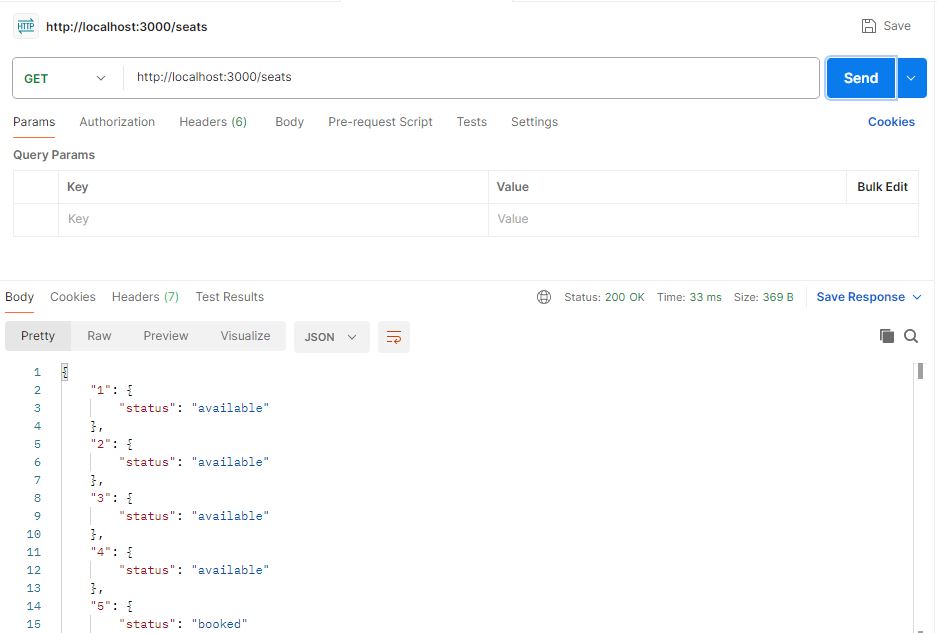 HTTP http://localhost:3000/seats Save
GET http://localhost:3000/seats Send
Params Authorization Headers (6) Body Pre-request Script Tests Settings Cookies
Query Params
Key Value Bulk Edit
Key Value
Body Cookies Headers (7) Test Results Status: 200 OK Time: 33 ms Size: 369 B Save Response
Pretty Raw Preview Visualize JSON
1 {
2 "1": {
3 "status": "available"
4 },
5 "2": {
6 "status": "available"
7 },
8 "3": {
9 "status": "available"
10 },
11 "4": {
12 "status": "available"
13 },
14 "5": {
15 "status": "booked"